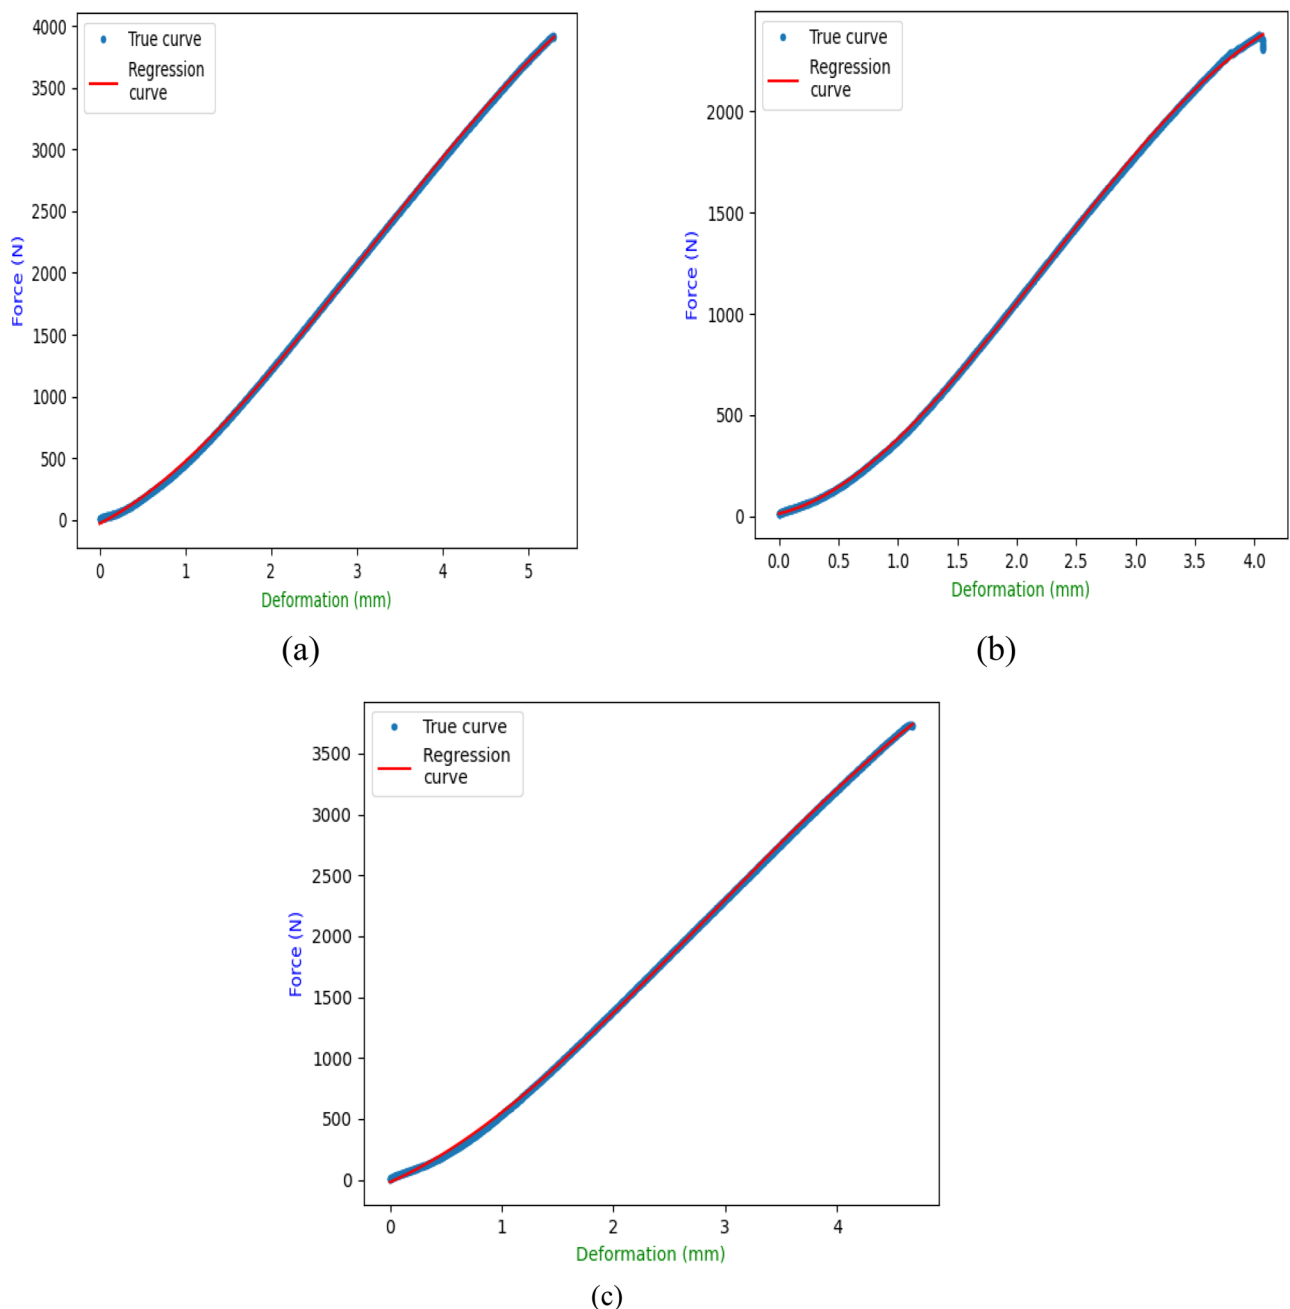 True curve
Regression
curve
4000
3500
3000
2500
2000
1500
1000
500
0
Force (N)
0 1 2 3 4 5
Deformation (mm)
(a)
True curve
Regression
curve
2000
1500
1000
500
0
Force (N)
0.0 0.5 1.0 1.5 2.0 2.5 3.0 3.5 4.0
Deformation (mm)
(b)
True curve
Regression
curve
3500
3000
2500
2000
1500
1000
500
0
Force (N)
0 1 2 3 4
Deformation (mm)
(c)